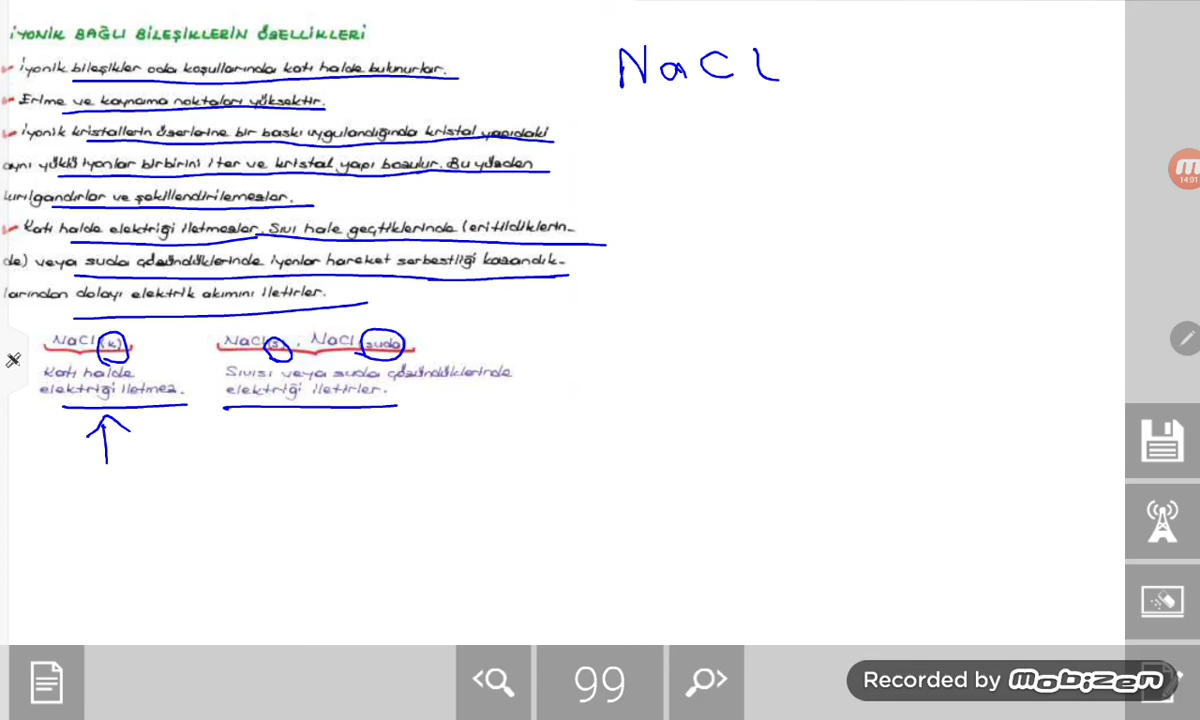 İYONİK BAĞLI BİLEŞİKLERİN ÖZELLİKLERİ
İyonik bileşikler oda koşullarında katı halde bulunurlar.
Erime ve kaynama noktaları yüksektir.
İyonik kristallerin üzerlerine bir baskı uygulandığında kristal yapıdaki
aynı yüklü iyonlar birbirini iter ve kristal yapı bozulur. Bu yüzden
kırılgandırlar ve şekillendirilemezler.
Katı halde elektriği iletmezler. Sıvı hale geçtiklerinde (eritildiklerin-
de) veya suda çözündüklerinde iyonlar hareket serbestliği kazandık-
larından dolayı elektrik akımını iletirler.
NaCl(k) NaCl(s), NaCl(suda)
Katı halde
elektriği iletmez.
Sıvısı veya suda çözündüklerinde
elektriği iletirler.
NaCl
14:01
99
Recorded by mobizen